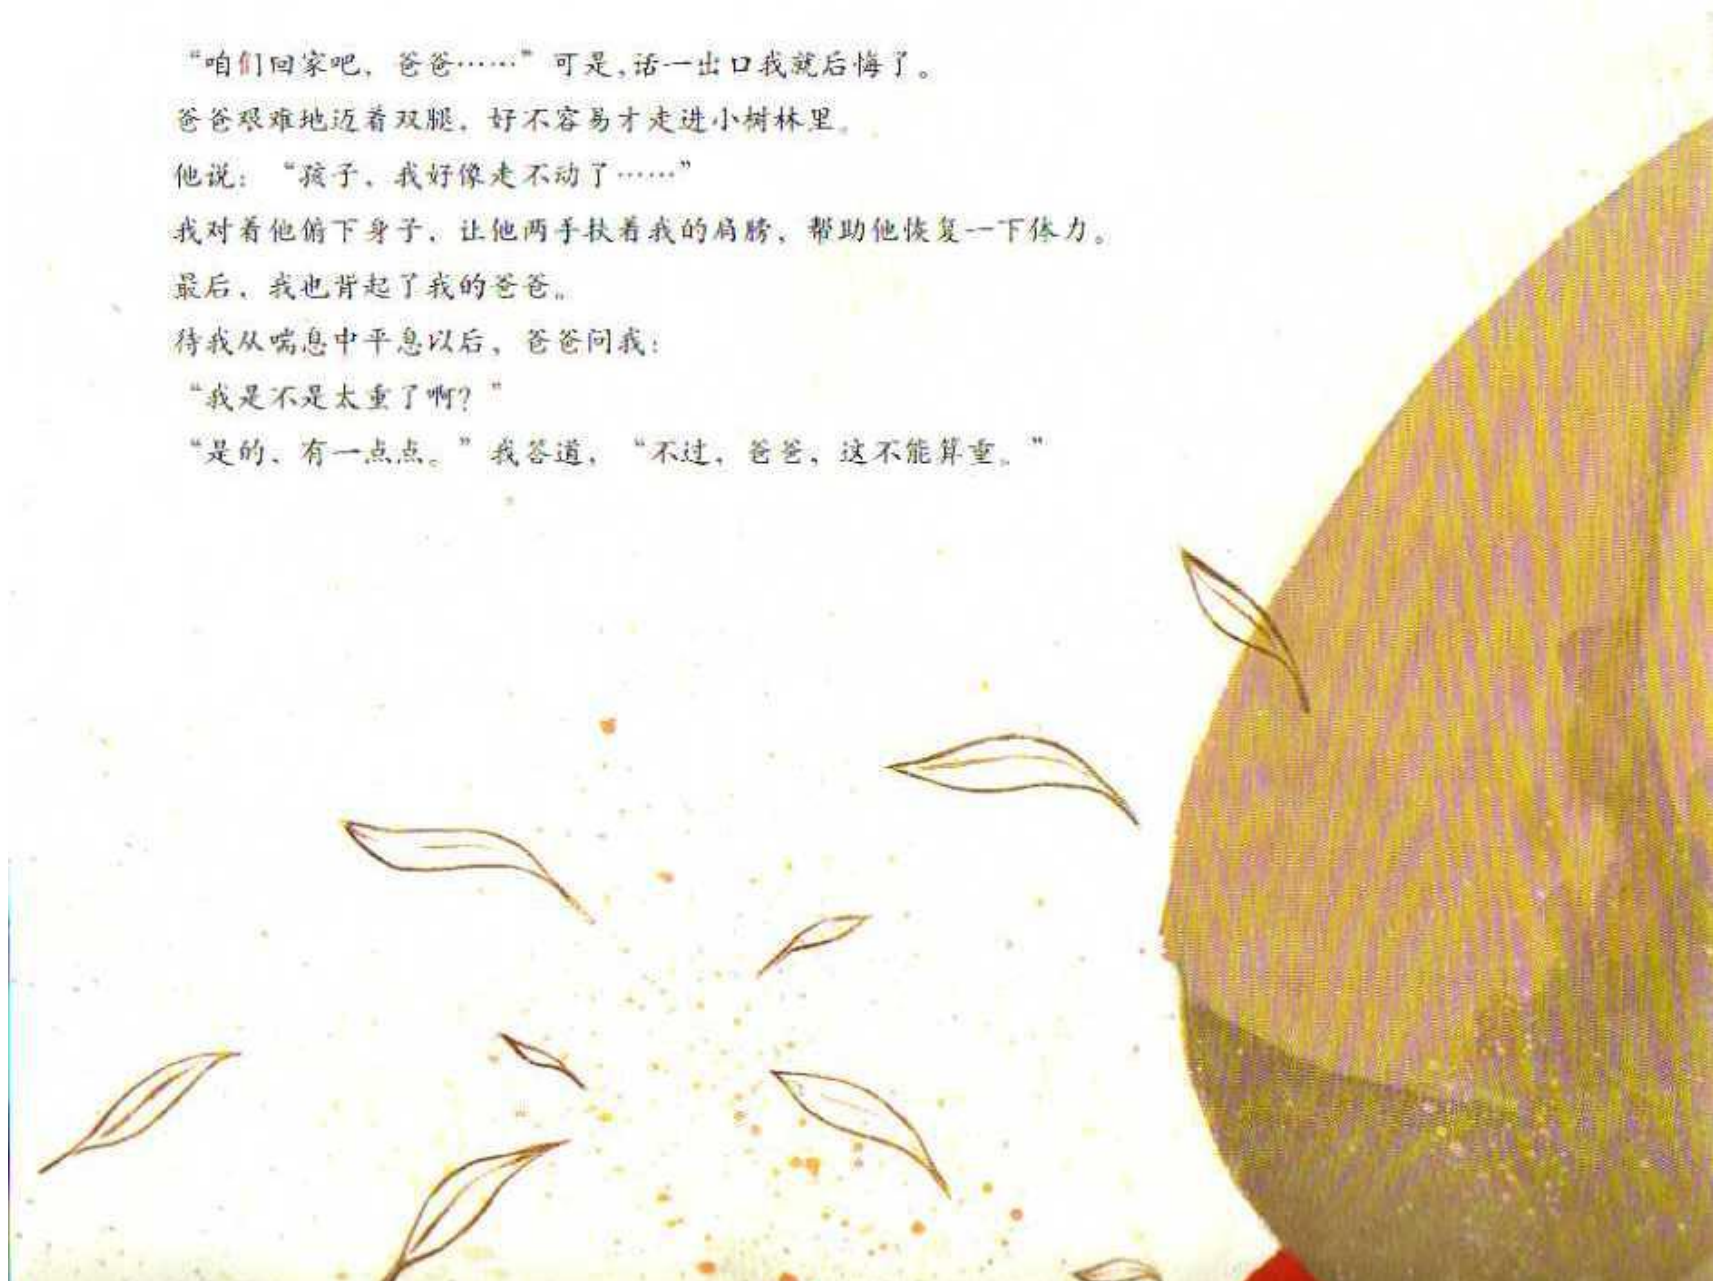 “咱们回家吧，爸爸……”可是，话一出口我就后悔了。
爸爸艰难地迈着双腿，好不容易才走进小树林里。
他说：“孩子，我好像走不动了……”
我对着他俯下身子，让他两手扶着我的肩膀，帮助他恢复一下体力。
最后，我也背起了我的爸爸。
待我从喘息中平息以后，爸爸问我：
“我是不是太重了啊？”
“是的，有一点点。”我答道，“不过，爸爸，这不能算重。”